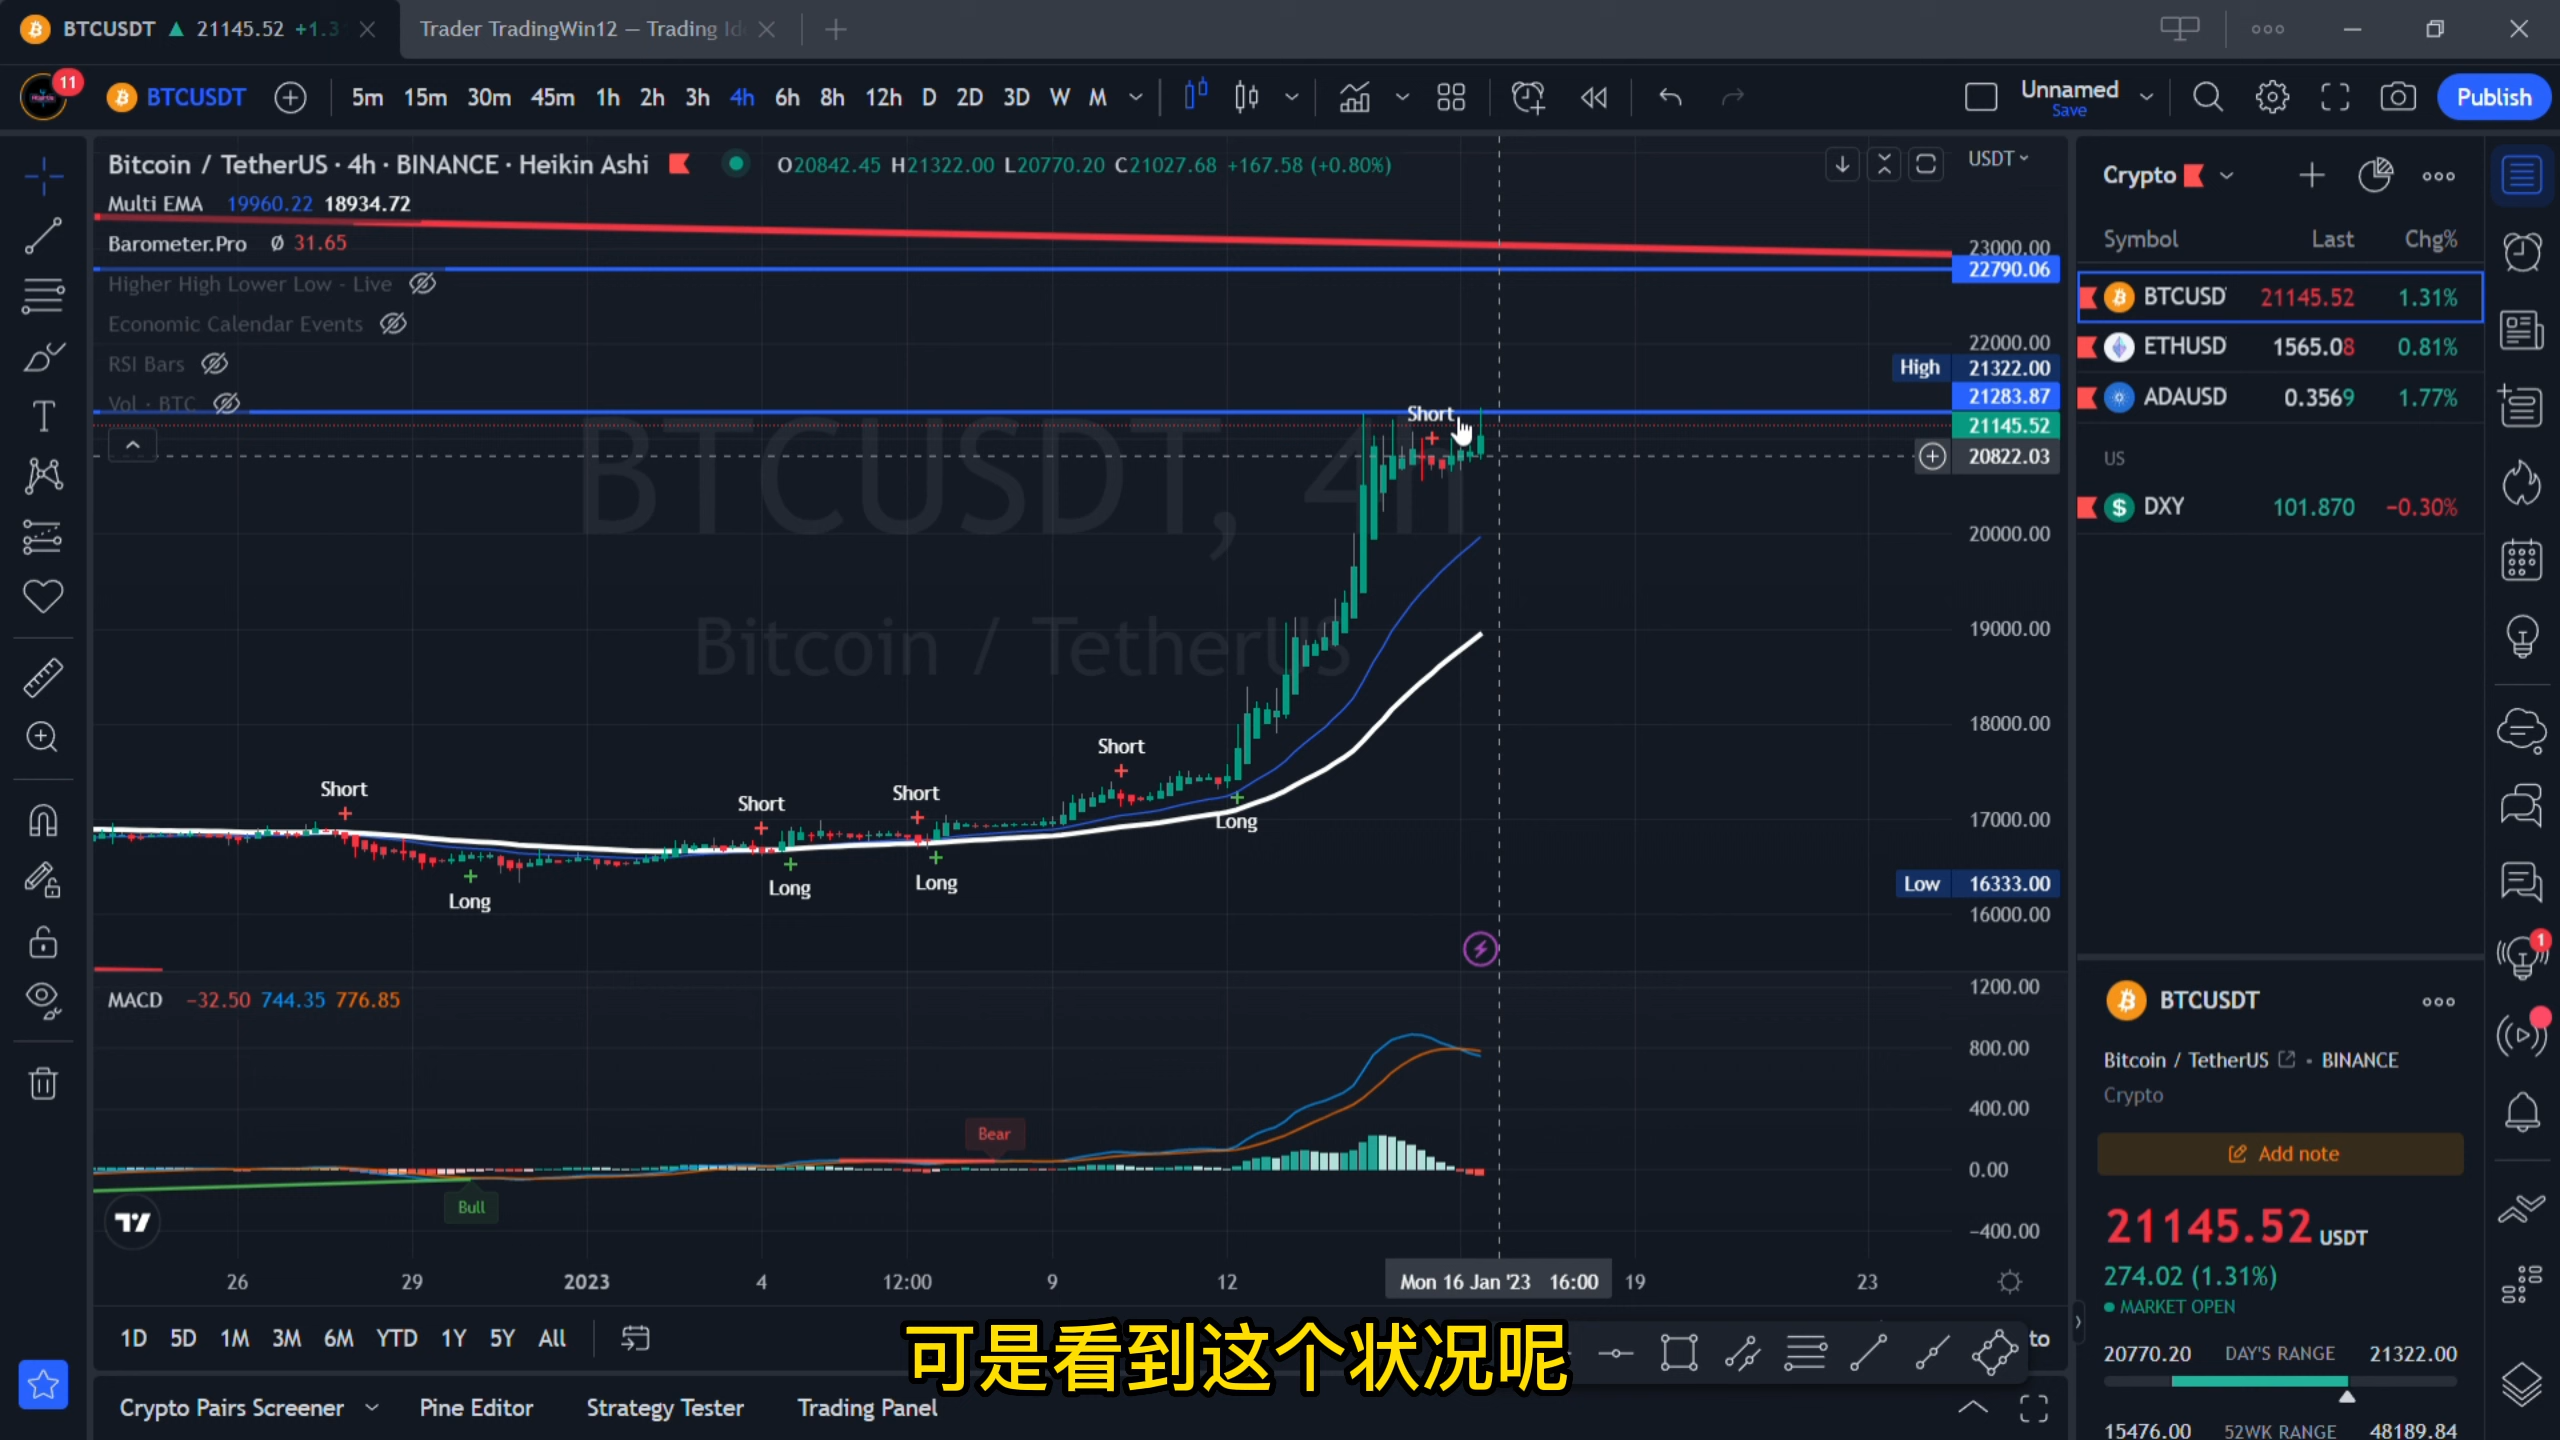 BTCUSDT ▲ 21145.52 +1.3
Trader TradingWin12 — Trading Id
11
BTCUSDT
5m 15m 30m 45m 1h 2h 3h 4h 6h 8h 12h D 2D 3D W M
Unnamed
Save
Publish
Bitcoin / TetherUS · 4h · BINANCE · Heikin Ashi
O20842.45 H21322.00 L20770.20 C21027.68 +167.58 (+0.80%)
USDT
Multi EMA 19960.22 18934.72
Barometer.Pro Ø 31.65
Higher High Lower Low - Live
Economic Calendar Events
RSI Bars
Vol · BTC
BTCUSDT, 4h
Bitcoin / TetherUS
23000.00
22790.06
22000.00
High 21322.00
21283.87
21145.52
20822.03
20000.00
19000.00
18000.00
17000.00
Low 16333.00
16000.00
Short
Short
Short
Short
Short
Long
Long
Long
Long
MACD −32.50 744.35 776.85
1200.00
800.00
400.00
0.00
−400.00
Bear
Bull
26 29 2023 4 12:00 9 12 Mon 16 Jan '23 16:00 19 23
1D 5D 1M 3M 6M YTD 1Y 5Y All
to
可是看到这个状况呢
Crypto Pairs Screener Pine Editor Strategy Tester Trading Panel
Crypto
Symbol Last Chg%
BTCUSD 21145.52 1.31%
ETHUSD 1565.08 0.81%
ADAUSD 0.3569 1.77%
US
DXY 101.870 −0.30%
1
BTCUSDT
Bitcoin / TetherUS • BINANCE
Crypto
Add note
21145.52 USDT
274.02 (1.31%)
MARKET OPEN
20770.20 DAY'S RANGE 21322.00
15476.00 52WK RANGE 48189.84